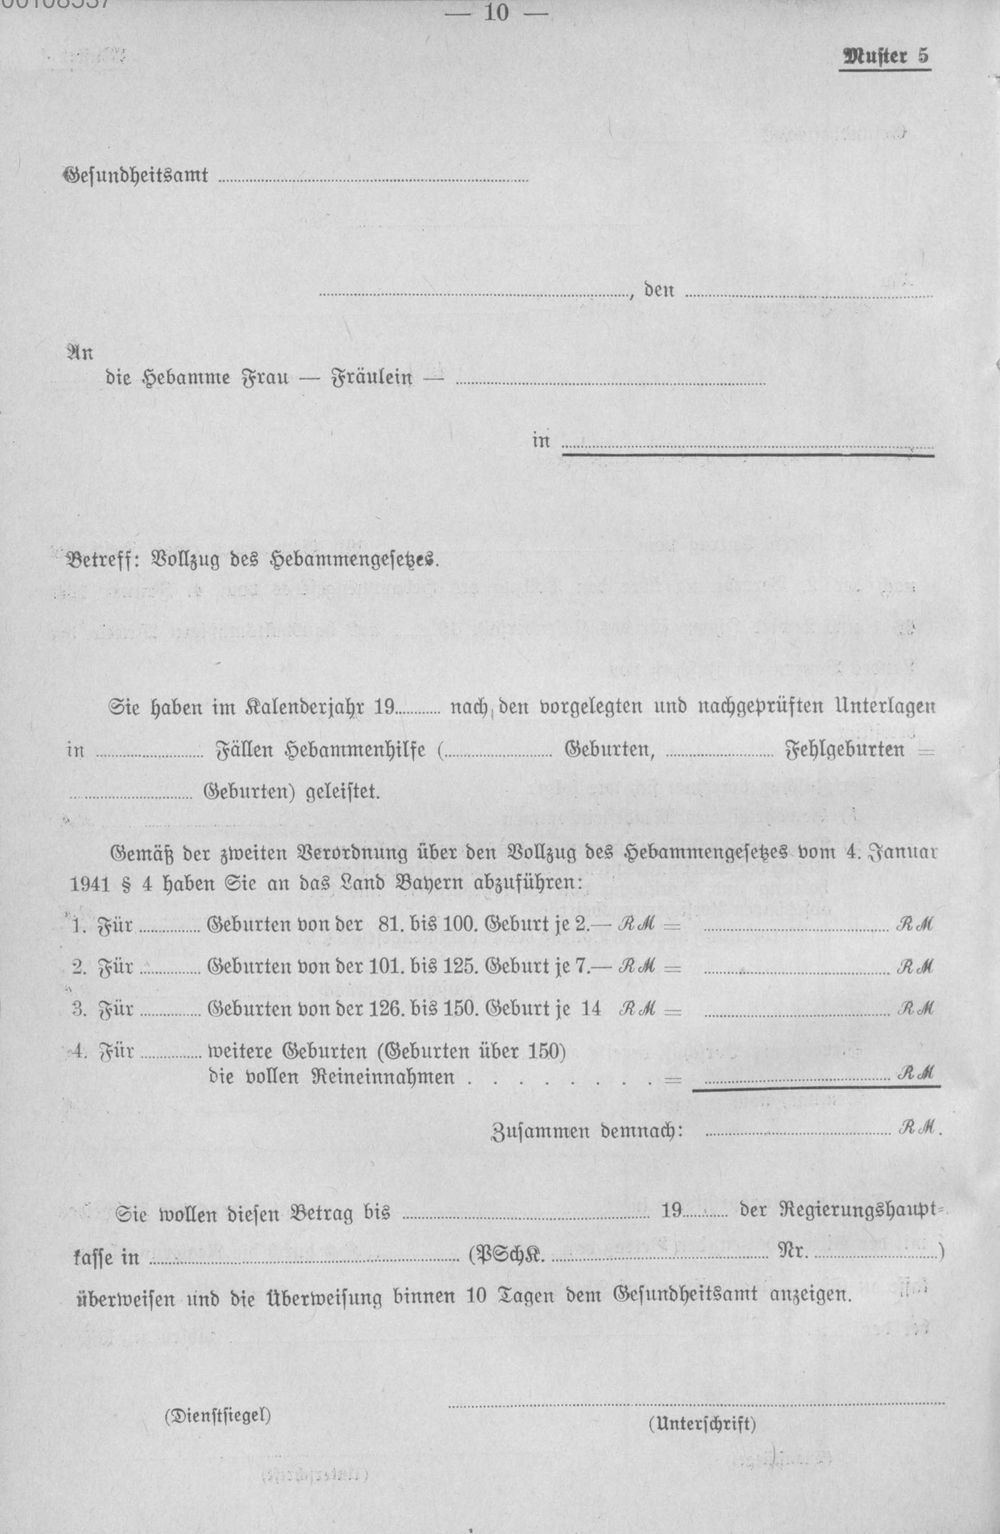 — 10 —
Muster 5
Gesundheitsamt ........................
........................, den ........................
An
die Hebamme Frau — Fräulein — ........................
in ........................
Betreff: Vollzug des Hebammengesetzes.
Sie haben im Kalenderjahr 19........ nach den vorgelegten und nachgeprüften Unterlagen
in ............ Fällen Hebammenhilfe (............ Geburten, ............ Fehlgeburten =
............ Geburten) geleistet.
Gemäß der zweiten Verordnung über den Vollzug des Hebammengesetzes vom 4. Januar
1941 § 4 haben Sie an das Land Bayern abzuführen:
1. Für ........ Geburten von der 81. bis 100. Geburt je 2.— RM = ............ RM
2. Für ........ Geburten von der 101. bis 125. Geburt je 7.— RM = ............ RM
3. Für ........ Geburten von der 126. bis 150. Geburt je 14 RM = ............ RM
4. Für ........ weitere Geburten (Geburten über 150)
die vollen Reineinnahmen . . . . . . . . = ............ RM
Zusammen demnach: ............ RM.
Sie wollen diesen Betrag bis ............ 19........ der Regierungshaupt-
kasse in ............ (PSchK. ............ Nr. ............)
überweisen und die Überweisung binnen 10 Tagen dem Gesundheitsamt anzeigen.
(Dienstsiegel)
(Unterschrift)